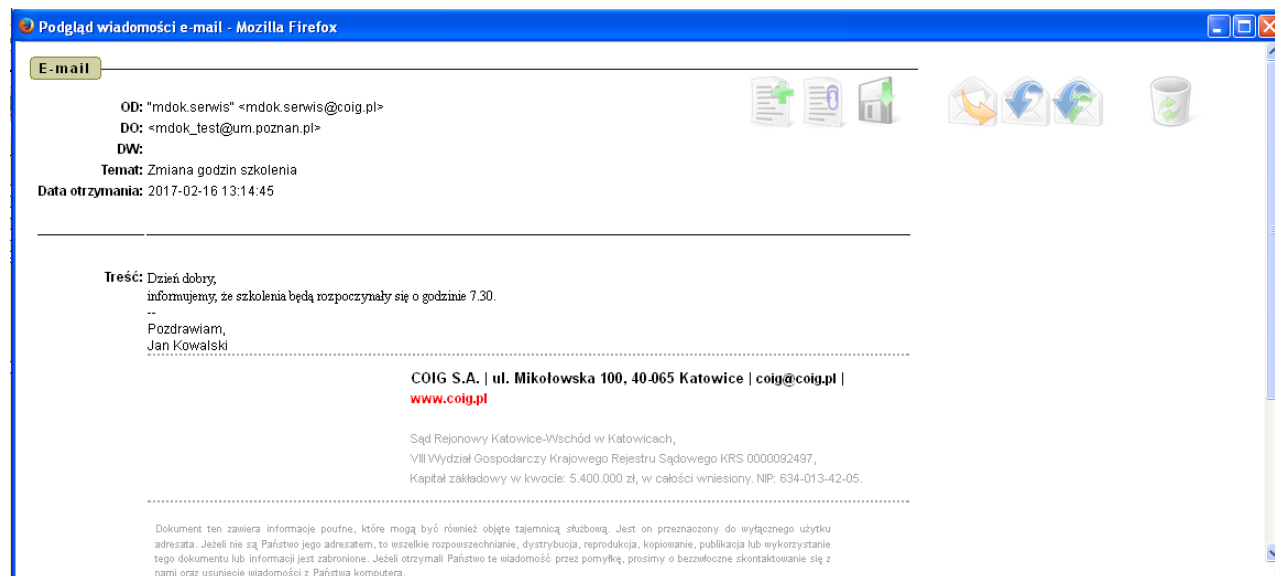 Podgląd wiadomości e-mail - Mozilla Firefox
E-mail
OD: "mdok.serwis" <mdok.serwis@coig.pl>
DO: <mdok_test@um.poznan.pl>
DW:
Temat: Zmiana godzin szkolenia
Data otrzymania: 2017-02-16 13:14:45
Treść: Dzień dobry,
informujemy, że szkolenia będą rozpoczynały się o godzinie 7.30.
--
Pozdrawiam,
Jan Kowalski
COIG S.A. | ul. Mikołowska 100, 40-065 Katowice | coig@coig.pl |
www.coig.pl
Sąd Rejonowy Katowice-Wschód w Katowicach,
VIII Wydział Gospodarczy Krajowego Rejestru Sądowego KRS 0000092497,
Kapitał zakładowy w kwocie: 5.400.000 zł, w całości wniesiony. NIP: 634-013-42-05.
Dokument ten zawiera informacje poufne, które mogą być również objęte tajemnicą służbową. Jest on przeznaczony do wyłącznego użytku
adresata. Jeżeli nie są Państwo jego adresatem, to wszelkie rozpowszechnianie, dystrybucja, reprodukcja, kopiowanie, publikacja lub wykorzystanie
tego dokumentu lub informacji jest zabronione. Jeżeli otrzymali Państwo te wiadomość przez pomyłkę, prosimy o bezzwłoczne skontaktowanie się z
nami oraz usunięcie wiadomości z Państwa komputera.